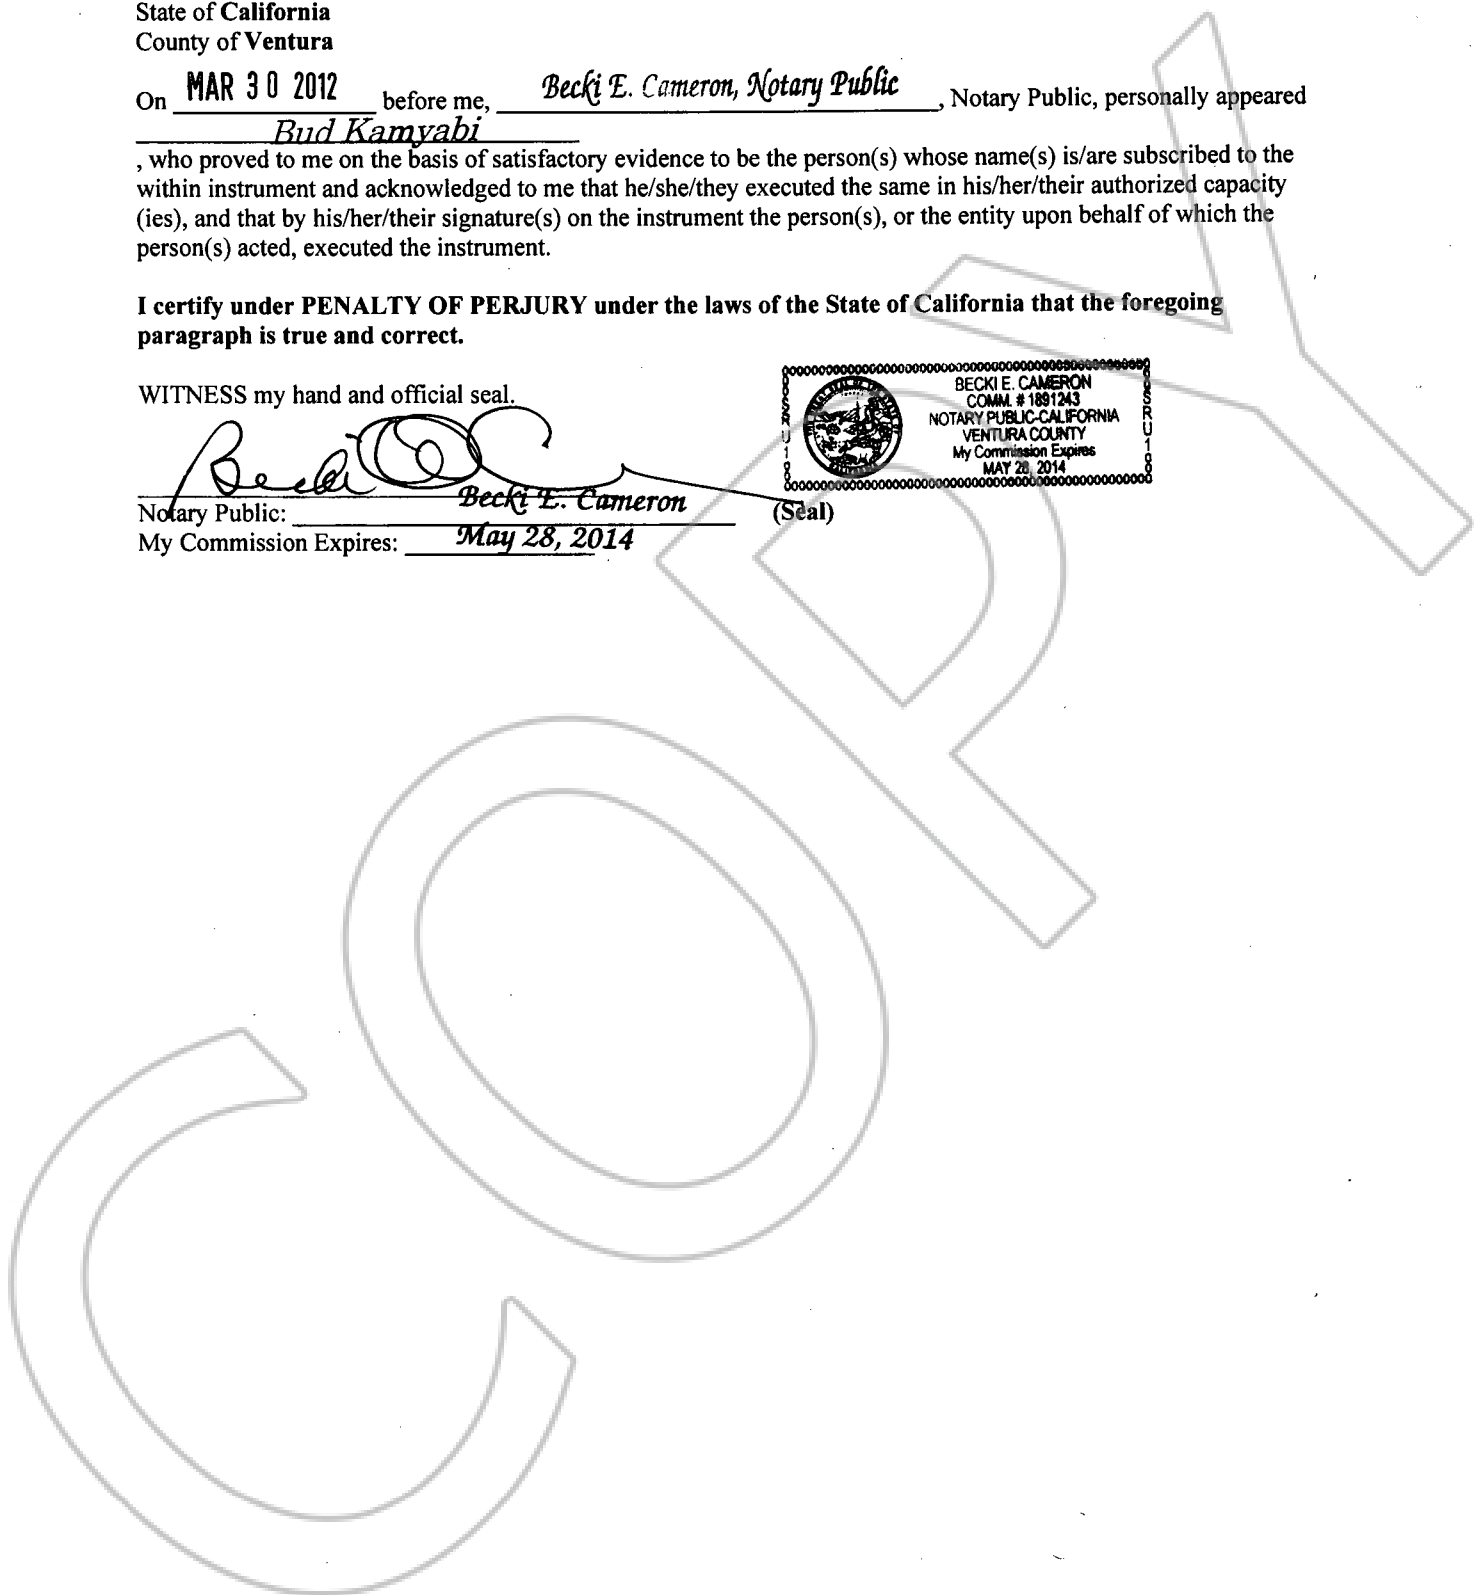 State of California
County of Ventura
On MAR 30 2012 before me, Becki E. Cameron, Notary Public, Notary Public, personally appeared
Bud Kamyabi
, who proved to me on the basis of satisfactory evidence to be the person(s) whose name(s) is/are subscribed to the
within instrument and acknowledged to me that he/she/they executed the same in his/her/their authorized capacity
(ies), and that by his/her/their signature(s) on the instrument the person(s), or the entity upon behalf of which the
person(s) acted, executed the instrument.
I certify under PENALTY OF PERJURY under the laws of the State of California that the foregoing
paragraph is true and correct.
WITNESS my hand and official seal.
BECKI E. CAMERON
COMM. # 1891243
NOTARY PUBLIC-CALIFORNIA
VENTURA COUNTY
My Commission Expires
MAY 28, 2014
Notary Public: Becki E. Cameron (Seal)
My Commission Expires: May 28, 2014
COPY